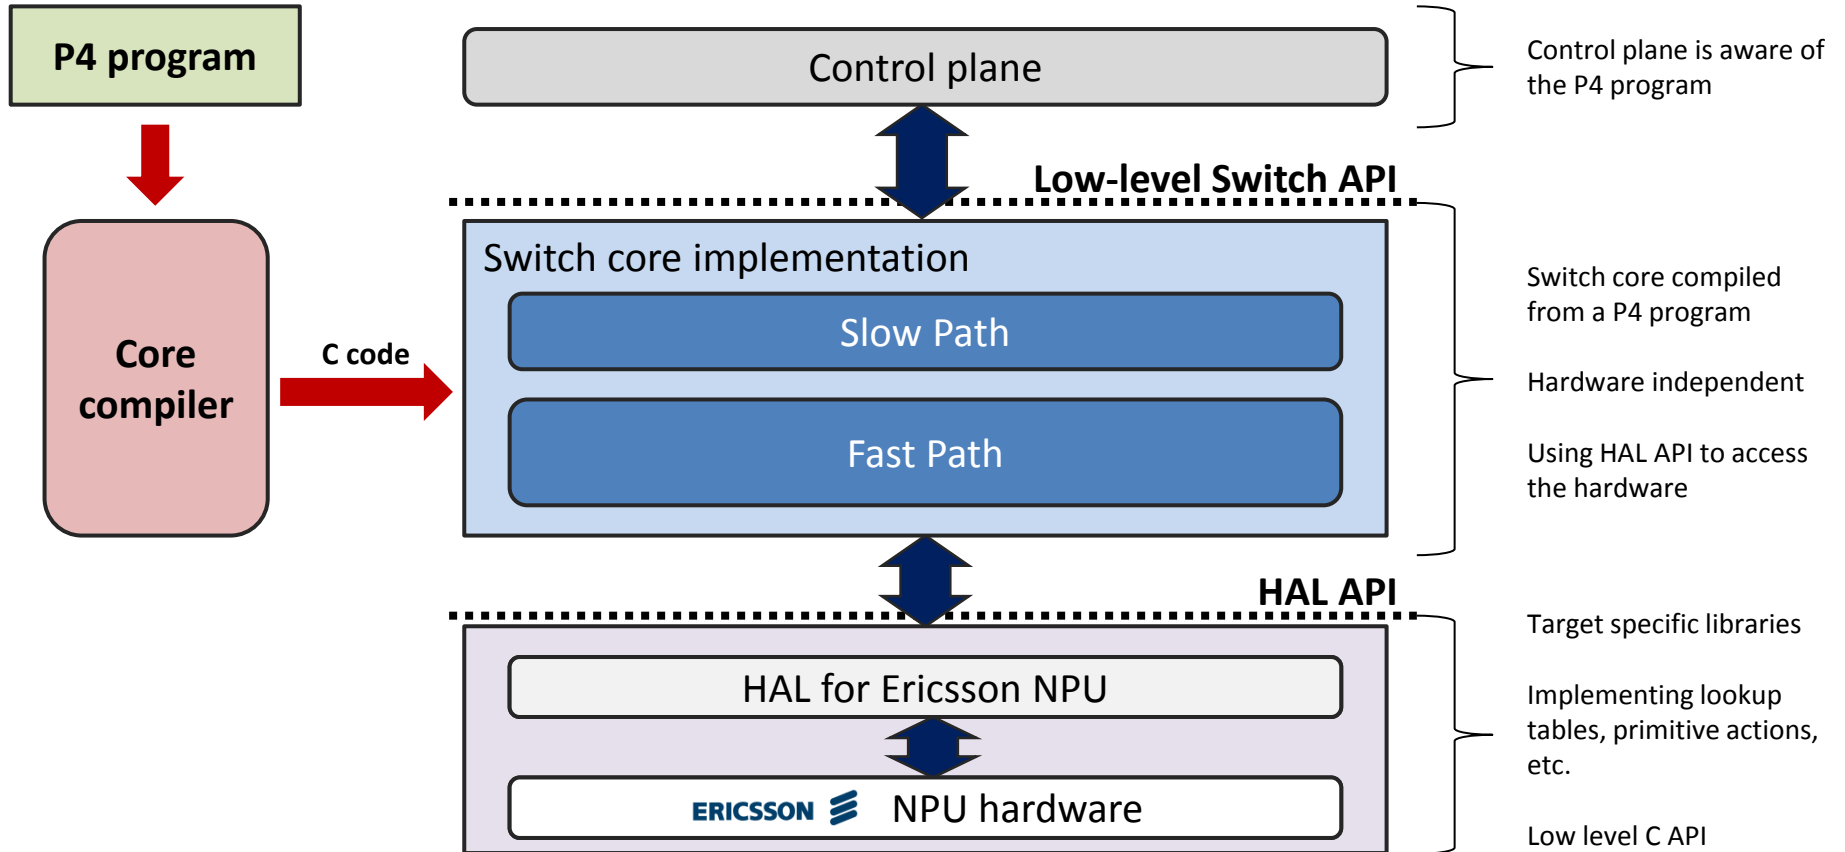 P4 program
Control plane
Control plane is aware of
the P4 program
Low-level Switch API
Core
compiler
C code
Switch core implementation
Slow Path
Fast Path
Switch core compiled
from a P4 program
Hardware independent
Using HAL API to access
the hardware
HAL API
HAL for Ericsson NPU
ERICSSON NPU hardware
Target specific libraries
Implementing lookup
tables, primitive actions,
etc.
Low level C API